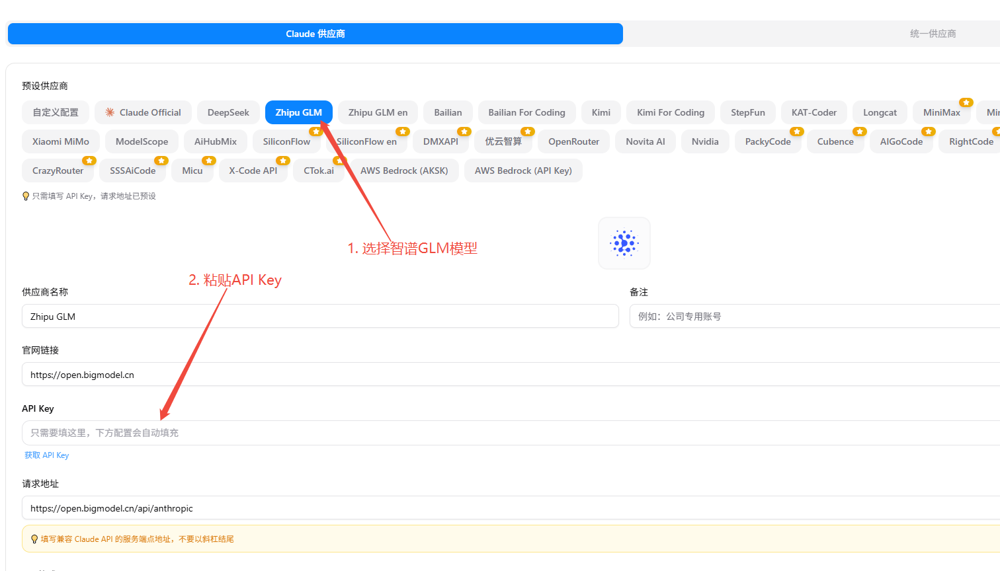 Claude 供应商
统一供应商
预设供应商
自定义配置 Claude Official DeepSeek Zhipu GLM Zhipu GLM en Bailian Bailian For Coding Kimi Kimi For Coding StepFun KAT-Coder Longcat MiniMax
Xiaomi MiMo ModelScope AiHubMix SiliconFlow SiliconFlow en DMXAPI 优云智算 OpenRouter Novita AI Nvidia PackyCode Cubence AIGoCode RightCode
CrazyRouter SSSAiCode Micu X-Code API CTok.ai AWS Bedrock (AKSK) AWS Bedrock (API Key)
只需填写 API Key，请求地址已预设
1. 选择智谱GLM模型
2. 粘贴API Key
供应商名称
备注
Zhipu GLM
例如：公司专用账号
官网链接
https://open.bigmodel.cn
API Key
只需要填这里，下方配置会自动填充
获取 API Key
请求地址
https://open.bigmodel.cn/api/anthropic
填写兼容 Claude API 的服务端点地址，不要以斜杠结尾